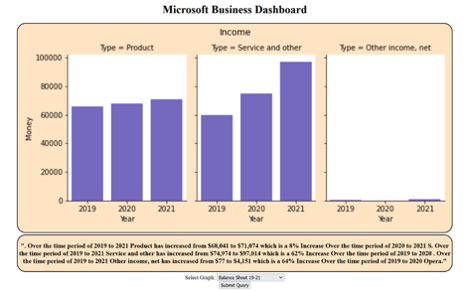 Microsoft Business Dashboard
Income
Type = Product
Type = Service and other
Type = Other income, net
100000
80000
60000
40000
20000
0
Money
2019 2020 2021
2019 2020 2021
2019 2020 2021
Year
Year
Year
". Over the time period of 2019 to 2021 Product has increased from $68,041 to $71,074 which is a 8% Increase Over the time period of 2020 to 2021 S. Over
the time period of 2019 to 2021 Service and other has increased from $74,974 to $97,014 which is a 62% Increase Over the time period of 2019 to 2020 . Over
the time period of 2019 to 2021 Other income, net has increased from $77 to $4,151 which is a 64% Increase Over the time period of 2019 to 2020 Opera."
Select Graph: Balance Sheet 19-21
Submit Query